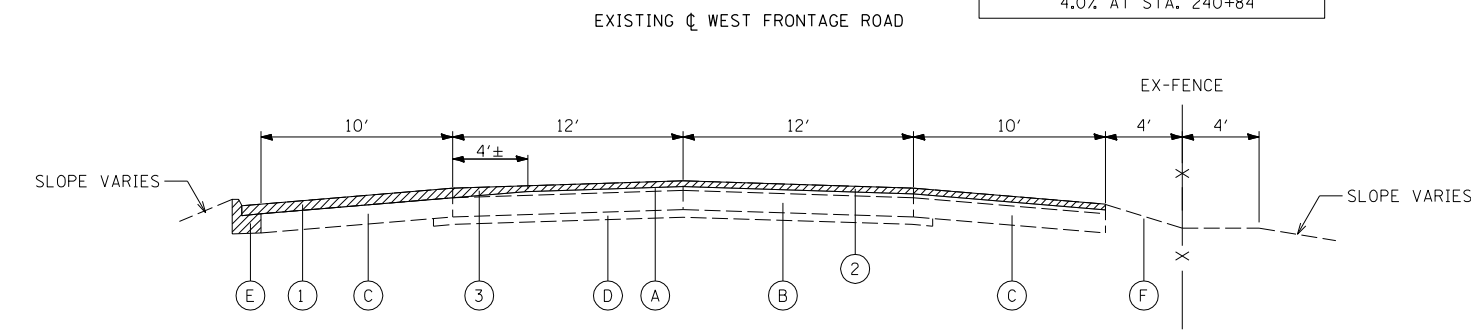 4.0% AT STA. 240+84
EXISTING ℄ WEST FRONTAGE ROAD
EX-FENCE
10' 12' 12' 10' 4' 4'
4'±
SLOPE VARIES
SLOPE VARIES
2
E 1 C 3 D A B C F
X
X